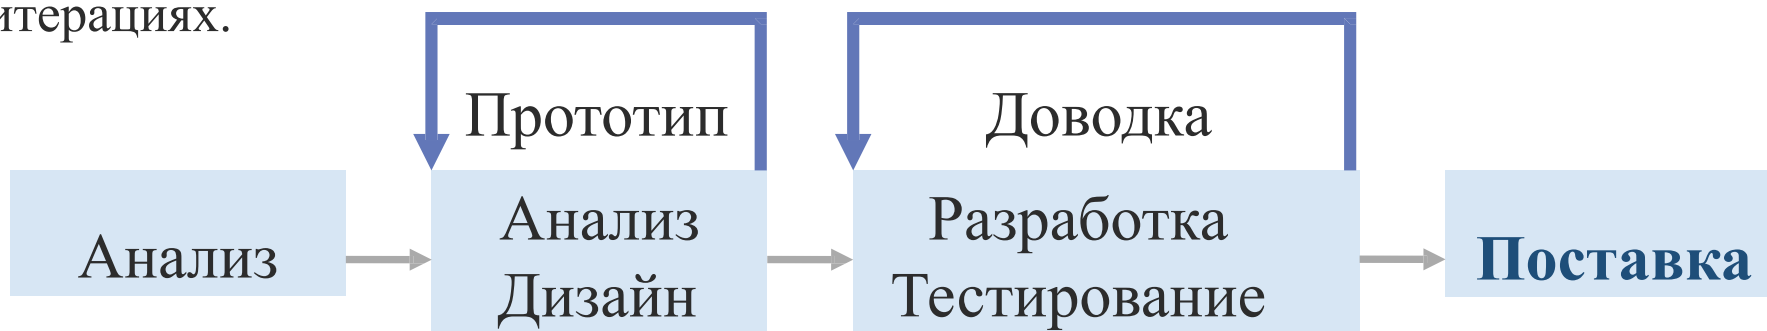 итерациях.
Прототип
Доводка
Анализ
Анализ
Дизайн
Разработка
Тестирование
Поставка